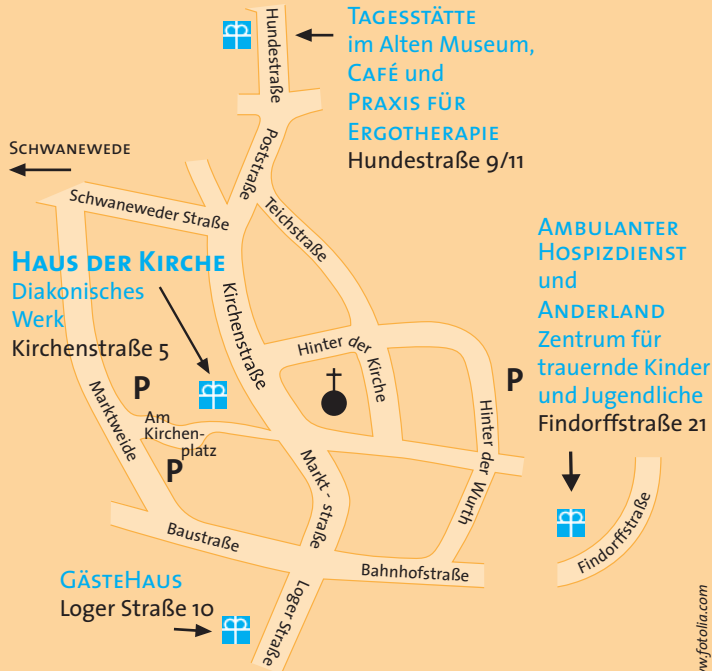 TAGESSTÄTTE
im Alten Museum,
CAFÉ und
PRAXIS FÜR
ERGOTHERAPIE
Hundestraße 9/11
Hundestraße
SCHWANEWEDE
Poststraße
Schwaneweder Straße
Teichstraße
AMBULANTER
HOSPIZDIENST
und
ANDERLAND
Zentrum für
trauernde Kinder
und Jugendliche
Findorffstraße 21
HAUS DER KIRCHE
Diakonisches
Werk
Kirchenstraße 5
Kirchenstraße
Hinter der
Kirche
P
P
Am
Kirchen-
platz
P
Marktweide
Markt-straße
Hinter der Wurth
Findorffstraße
Baustraße
Bahnhofstraße
GÄSTEHAUS
Loger Straße 10
Loger Straße
w.fotolia.com